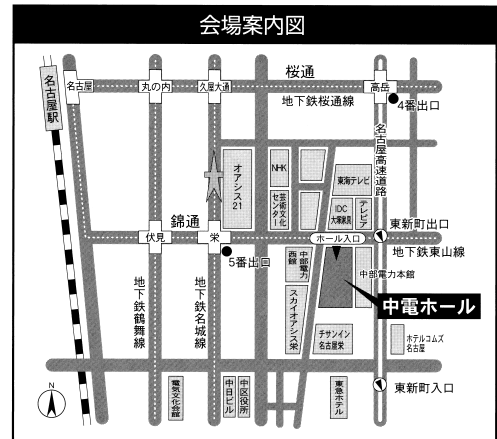 会場案内図
桜通
名古屋
丸の内
久屋大通
高岳
地下鉄桜通線
4番出口
名古屋駅
名古屋高速道路
オアシス21
NHK
芸術文化センター
東海テレビ
IDC大塚家具
テレピア
錦通
伏見
栄
ホール入口
東新町出口
地下鉄東山線
5番出口
中部電力西館
中部電力本館
中電ホール
地下鉄鶴舞線
地下鉄名城線
スカイオアシス栄
チサンイン
名古屋栄
ホテルコムズ
名古屋
N
電気文化会館
中日ビル
中区役所
東急ホテル
東新町入口